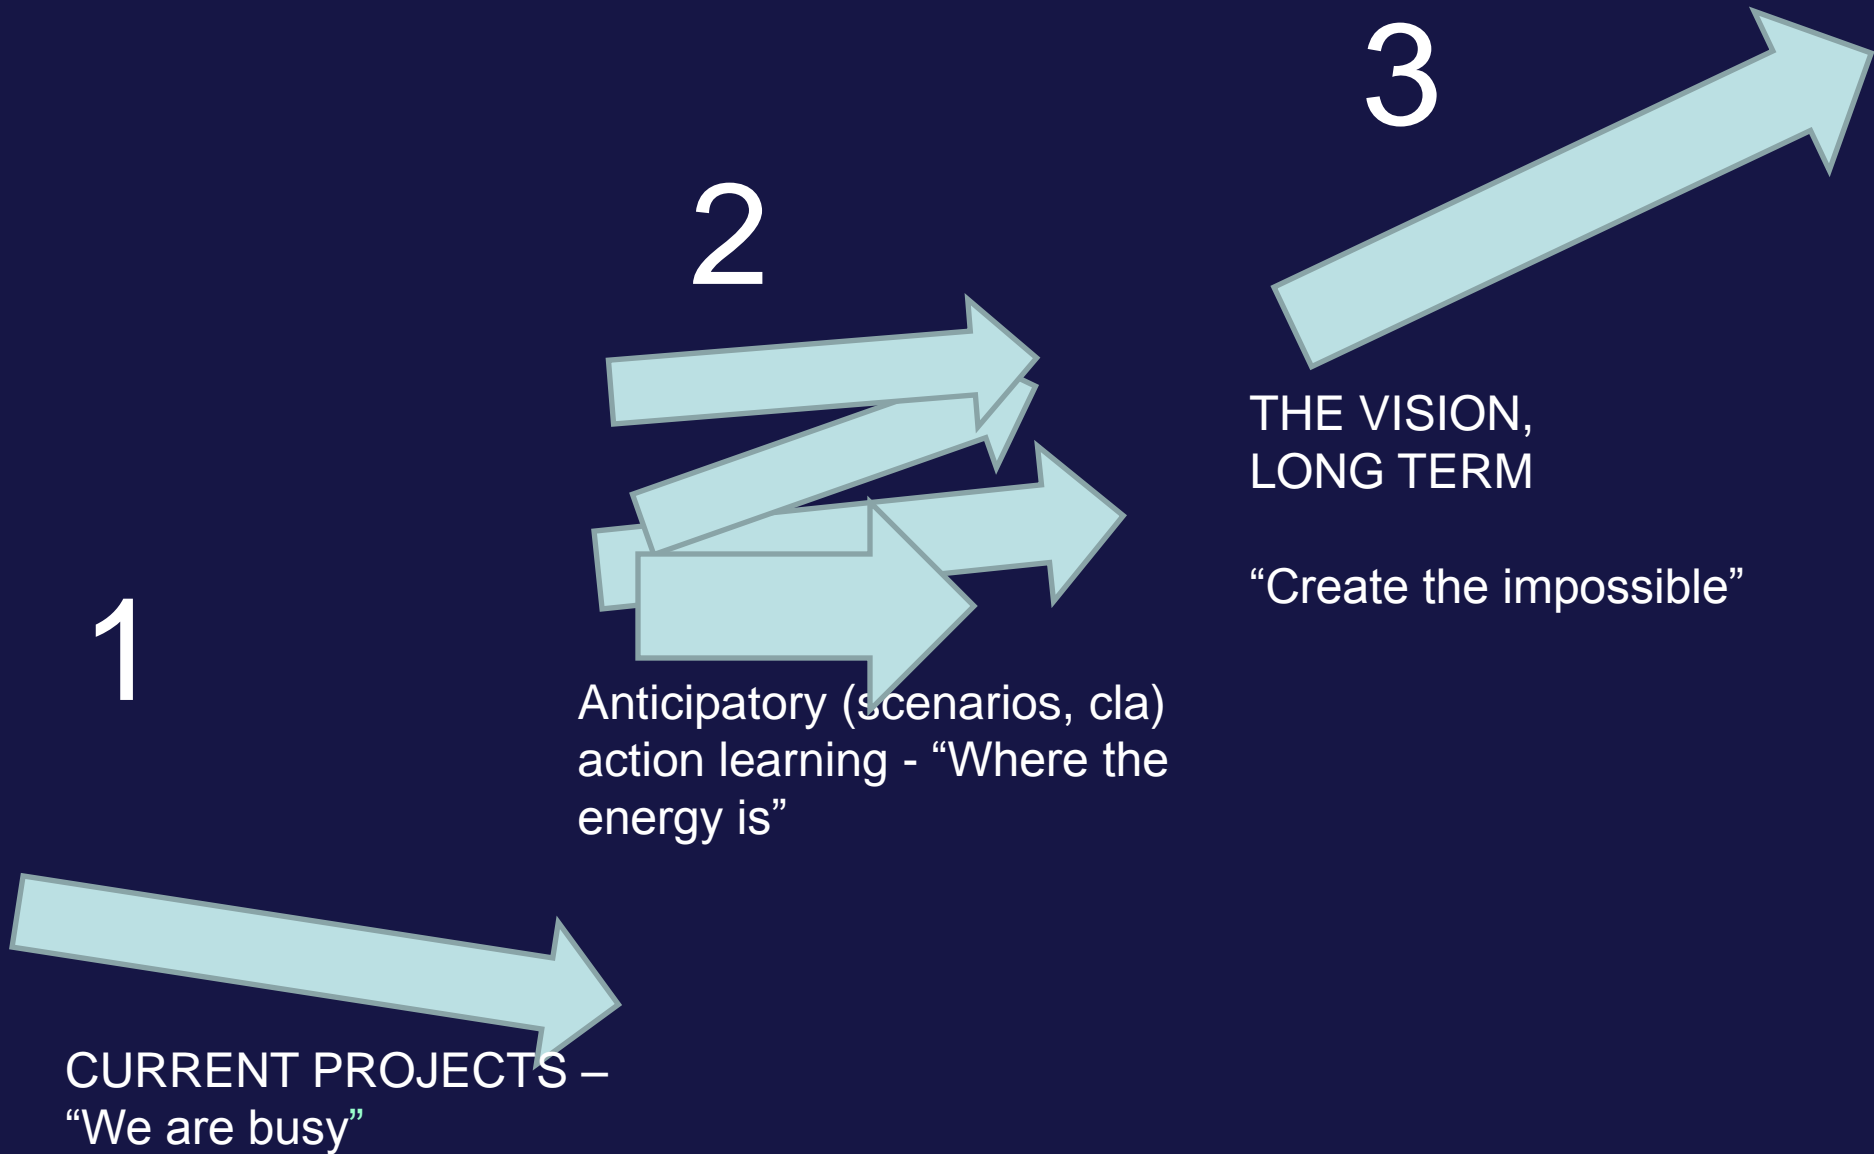 1
CURRENT PROJECTS –
“We are busy”
2
Anticipatory (scenarios, cla)
action learning - “Where the
energy is”
3
THE VISION,
LONG TERM
“Create the impossible”